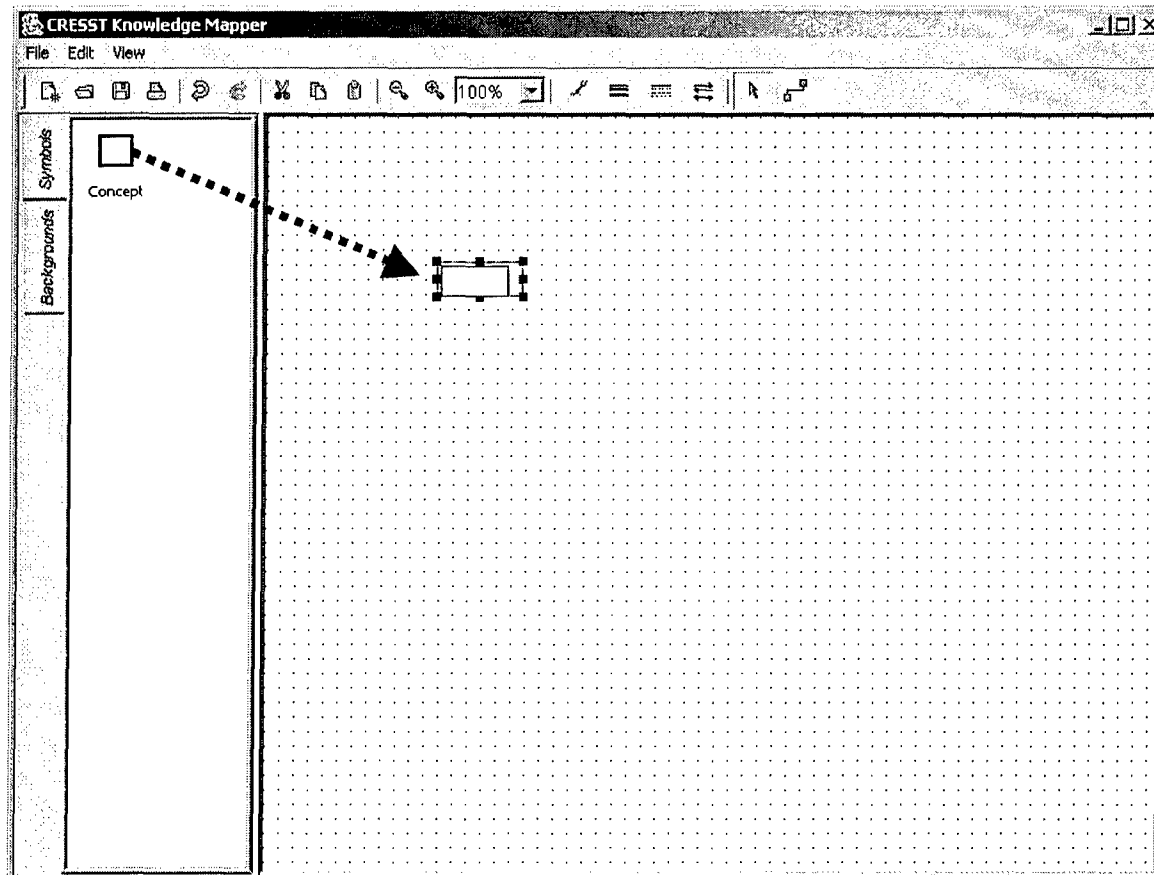 CRESST Knowledge Mapper
File Edit View
100%
Symbols
Concept
Backgrounds